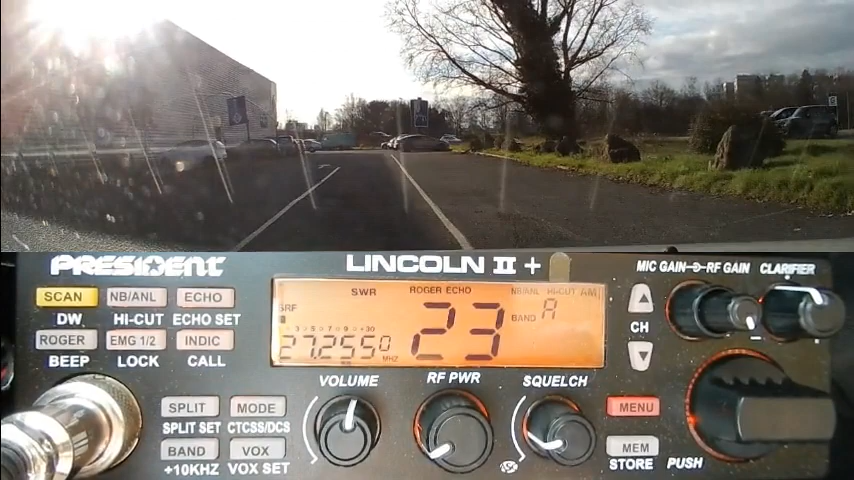 PRESIDENT
LINCOLN II +
MIC GAIN RF GAIN CLARIFIER
SCAN NB/ANL ECHO
DW HI-CUT ECHO SET
ROGER EMG 1/2 INDIC
BEEP LOCK CALL
SWR ROGER ECHO NB/ANL HI-CUT AM
SRF
BAND A
23
27.2550 MHZ
CH
VOLUME RF PWR SQUELCH
SPLIT MODE
SPLIT SET CTCSS/DCS
BAND VOX
+10KHZ VOX SET
MENU
MEM
STORE PUSH